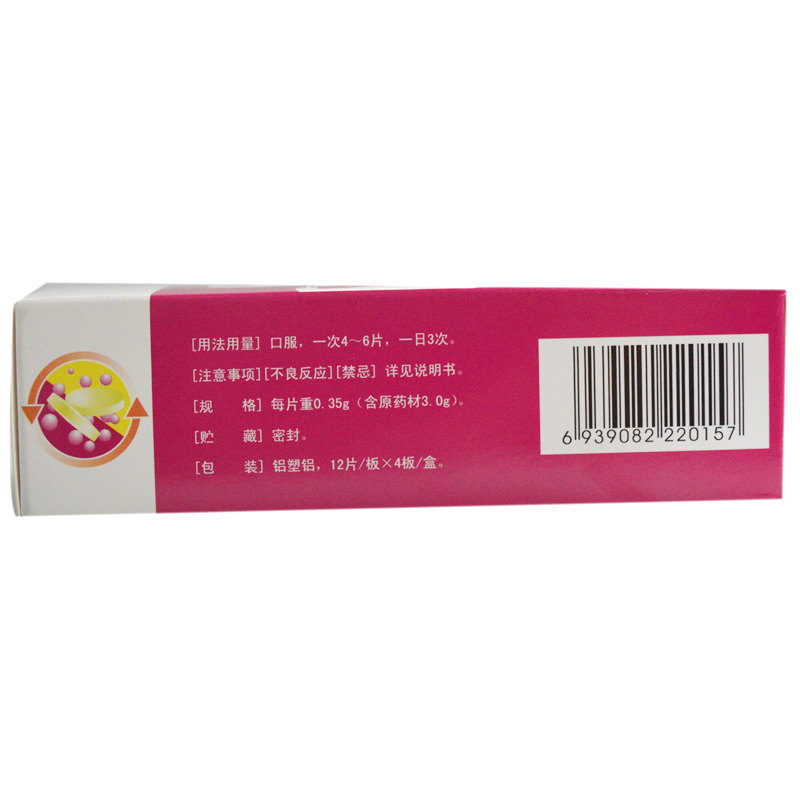 [用法用量] 口服，一次4～6片，一日3次。
[注意事项][不良反应][禁忌] 详见说明书。
[规 格] 每片重0.35g（含原药材3.0g）。
[贮 藏] 密封。
[包 装] 铝塑铝，12片/板×4板/盒。
6 939082 220157